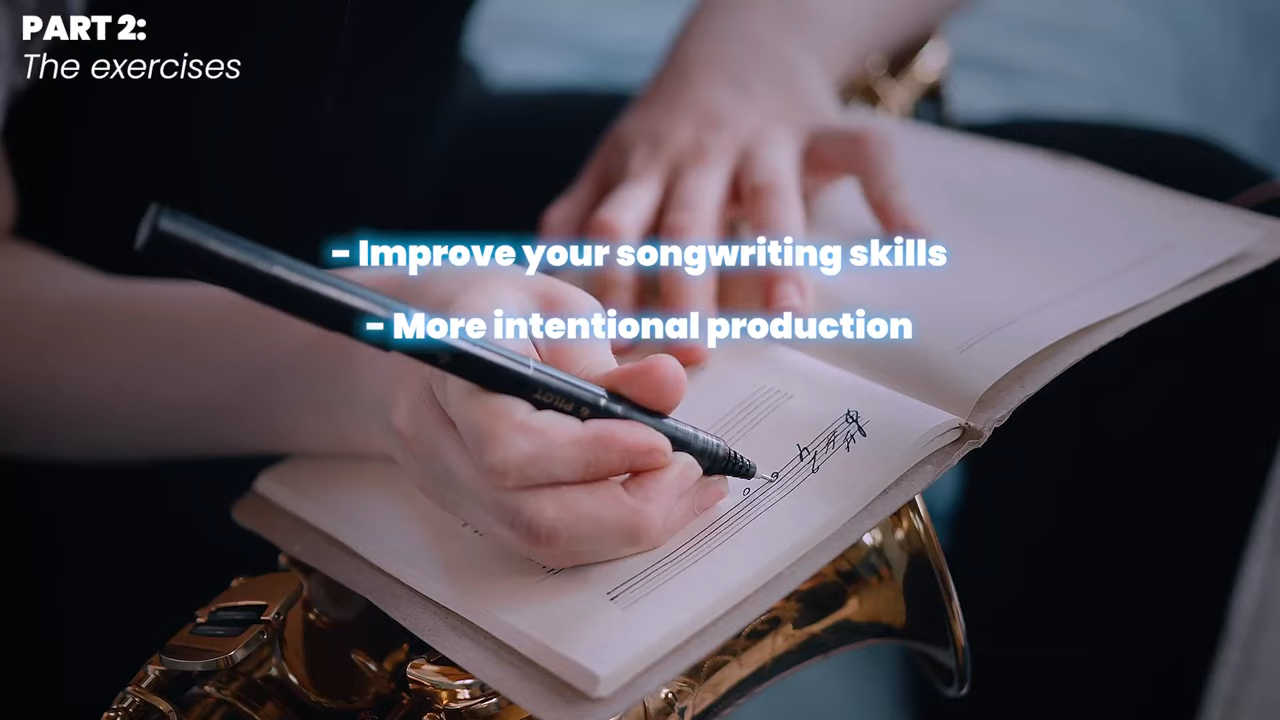 PART 2:
The exercises
- Improve your songwriting skills
- More intentional production
PILOT